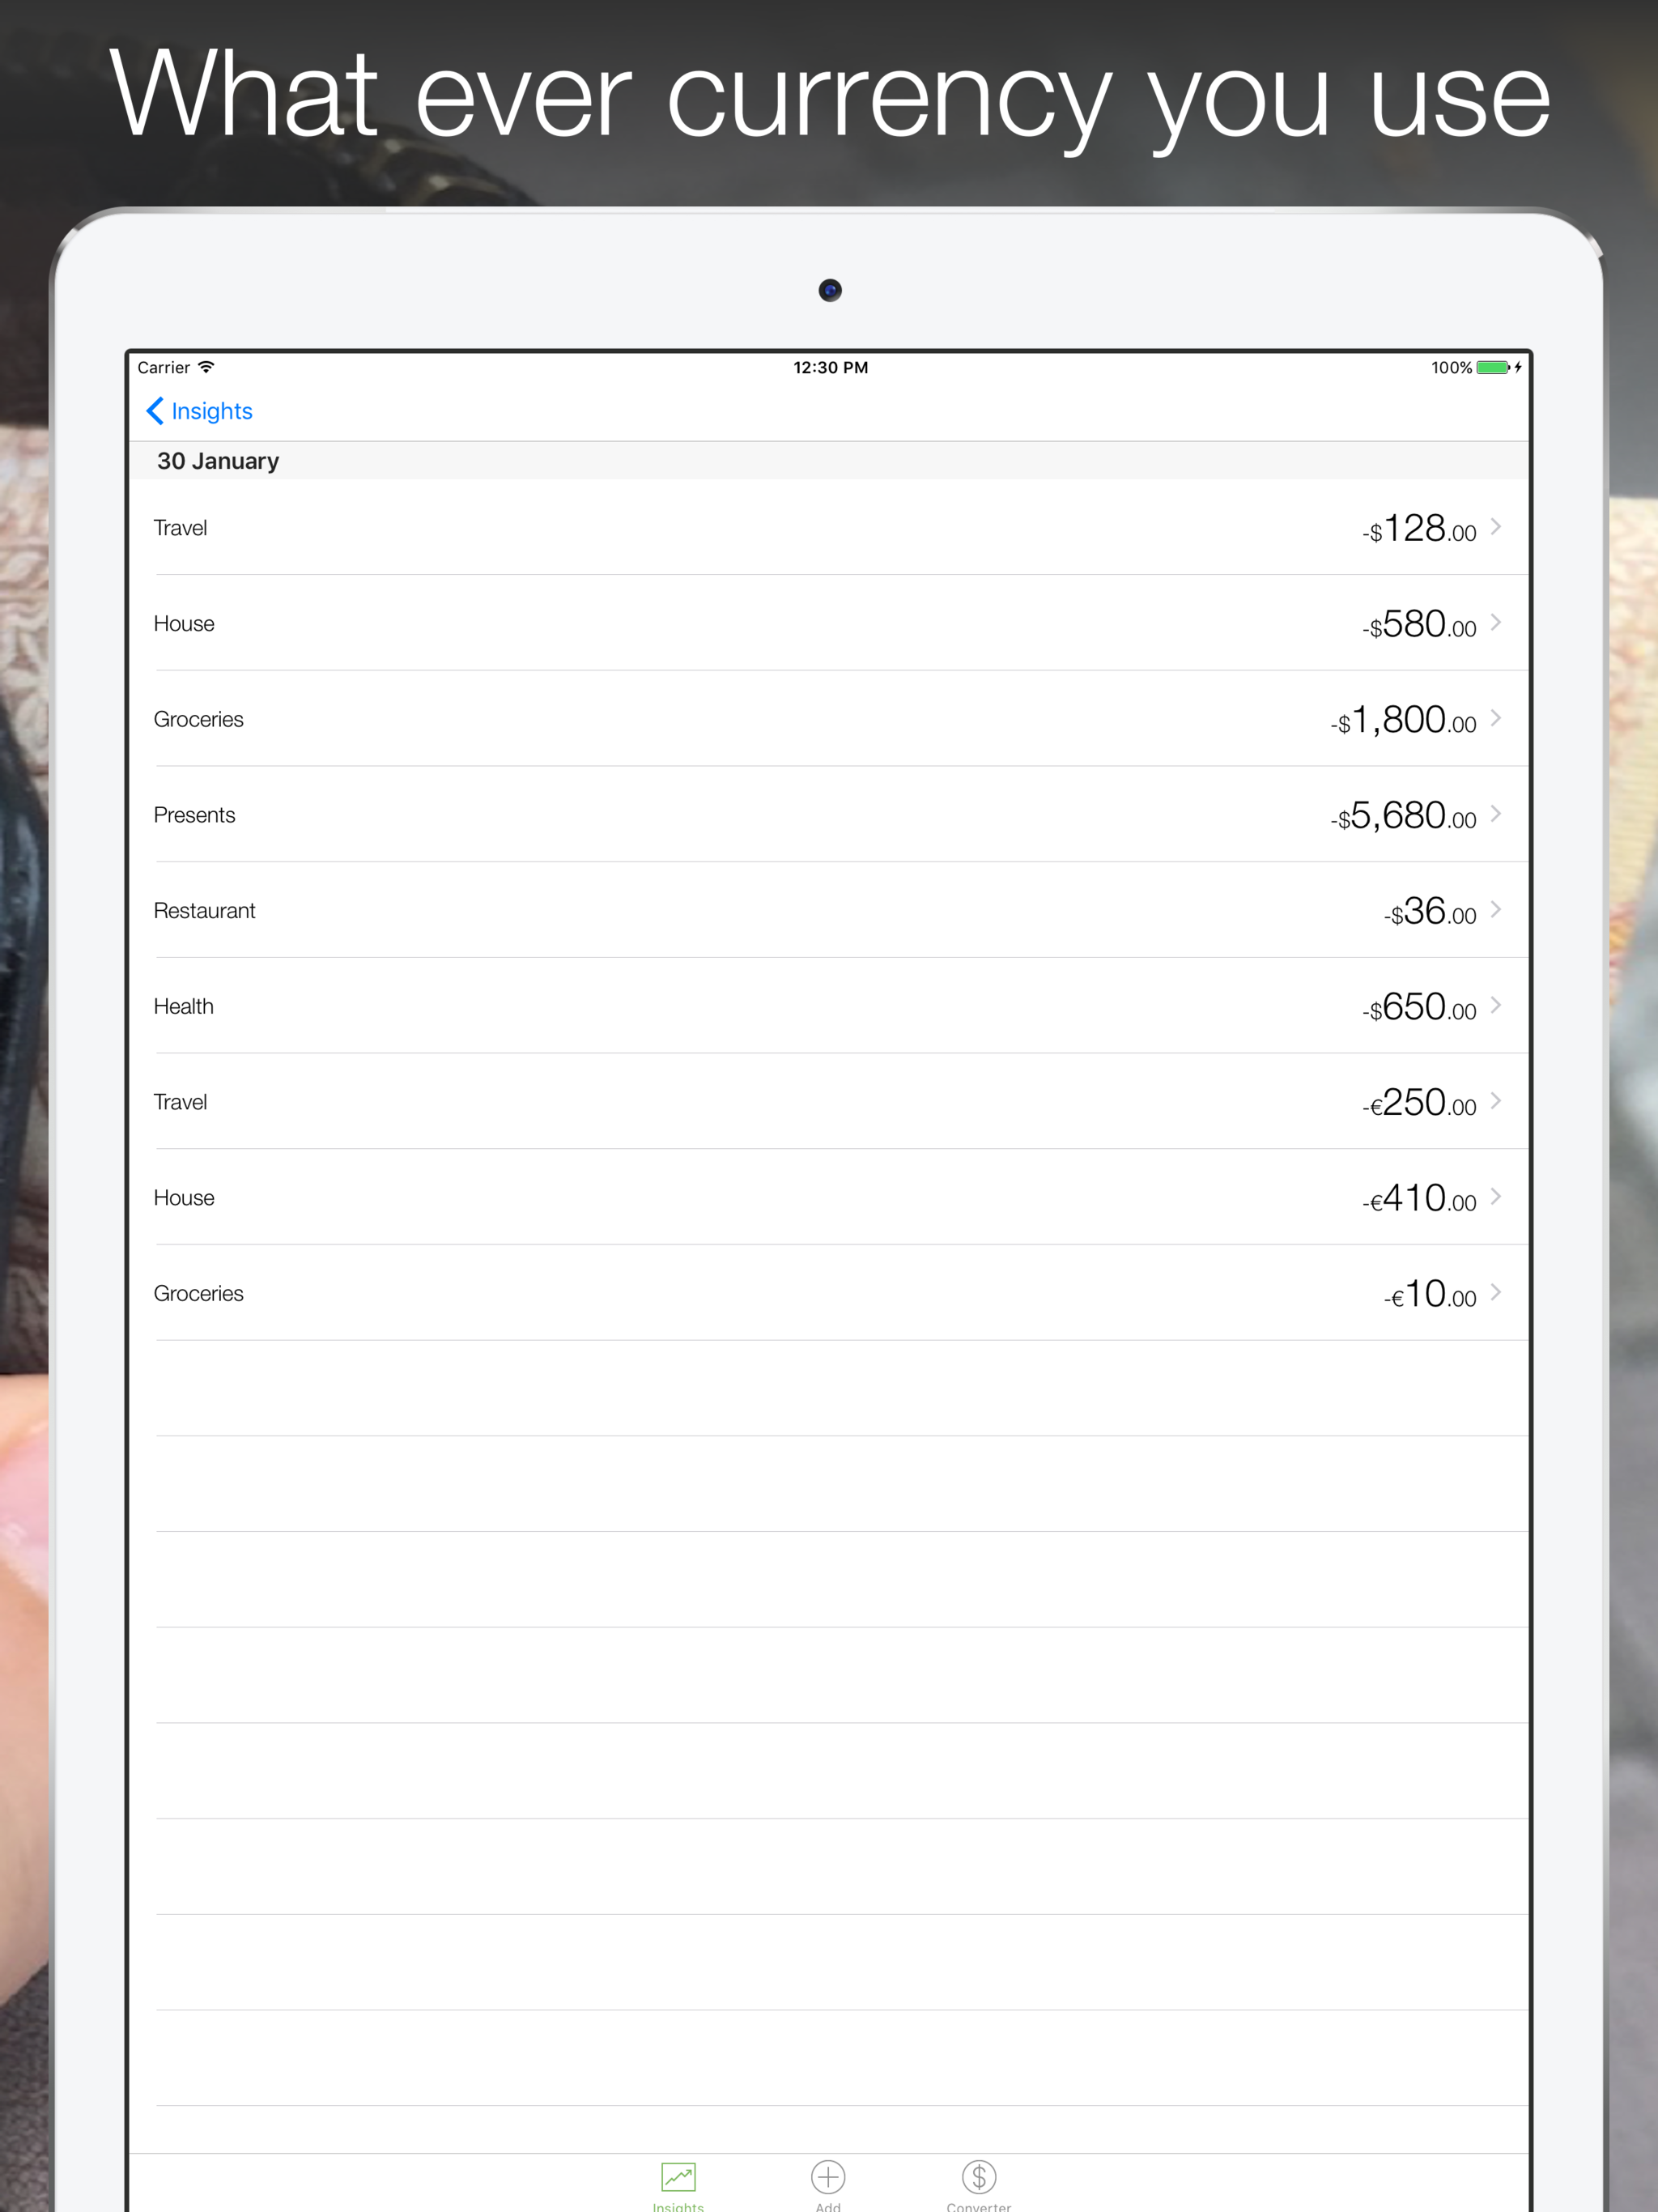 What ever currency you use
Carrier 12:30 PM 100%
Insights
30 January
Travel -$128.00
House -$580.00
Groceries -$1,800.00
Presents -$5,680.00
Restaurant -$36.00
Health -$650.00
Travel -€250.00
House -€410.00
Groceries -€10.00
Insights Add Converter